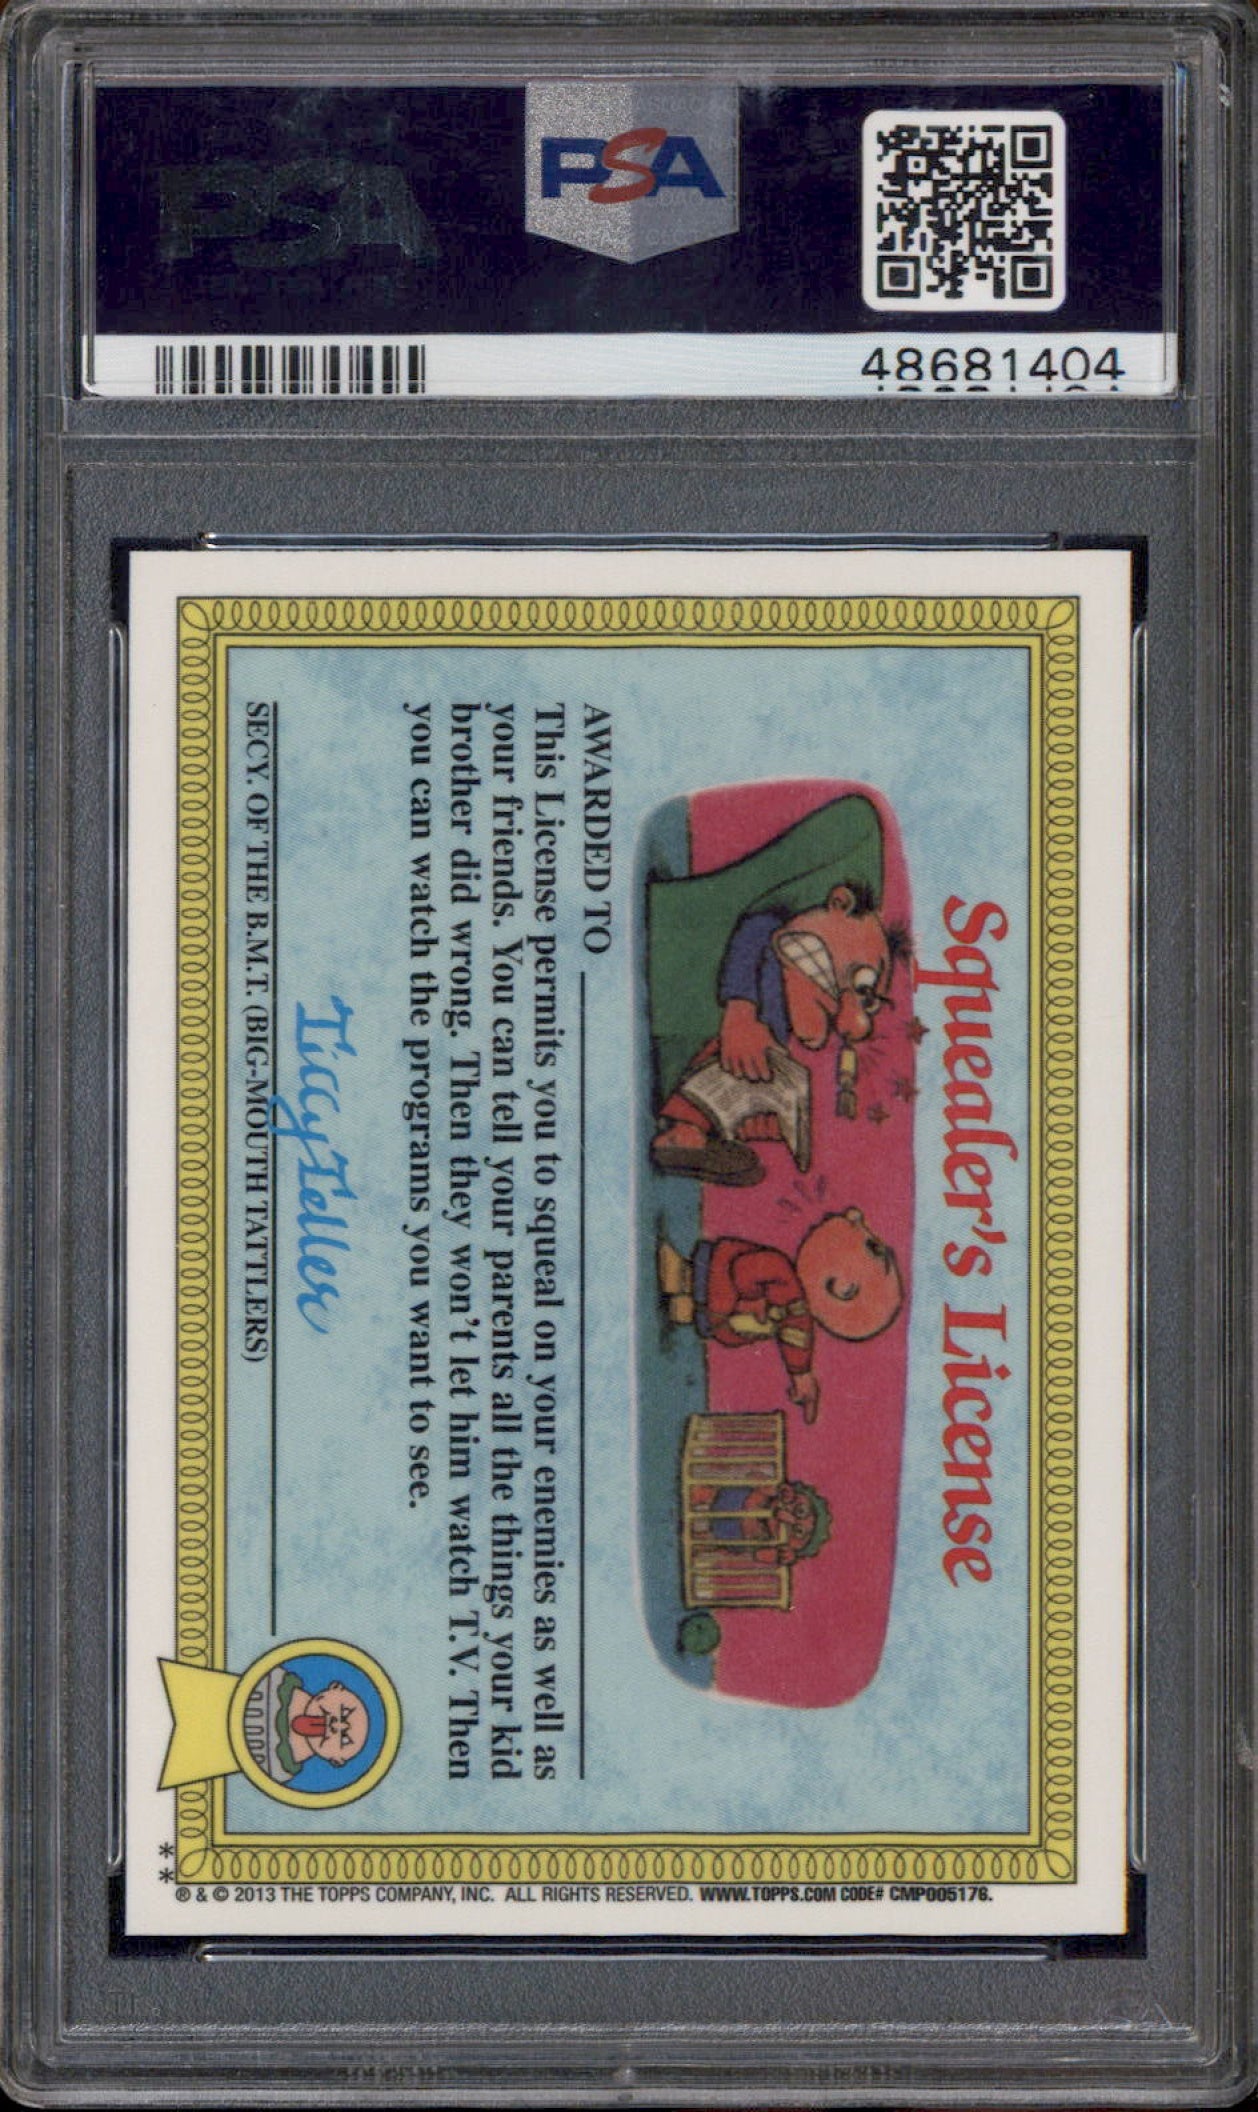 PSA
PSA
48681404
Squealer's License
AWARDED TO
This License permits you to squeal on your enemies as well as
your friends. You can tell your parents all the things your kid
brother did wrong. Then they won't let him watch T.V. Then
you can watch the programs you want to see.
Tilly Teller
SECY. OF THE B.M.T. (BIG-MOUTH TATTLERS)
**
® & © 2013 THE TOPPS COMPANY, INC. ALL RIGHTS RESERVED. WWW.TOPPS.COM CODE# CMP005176.